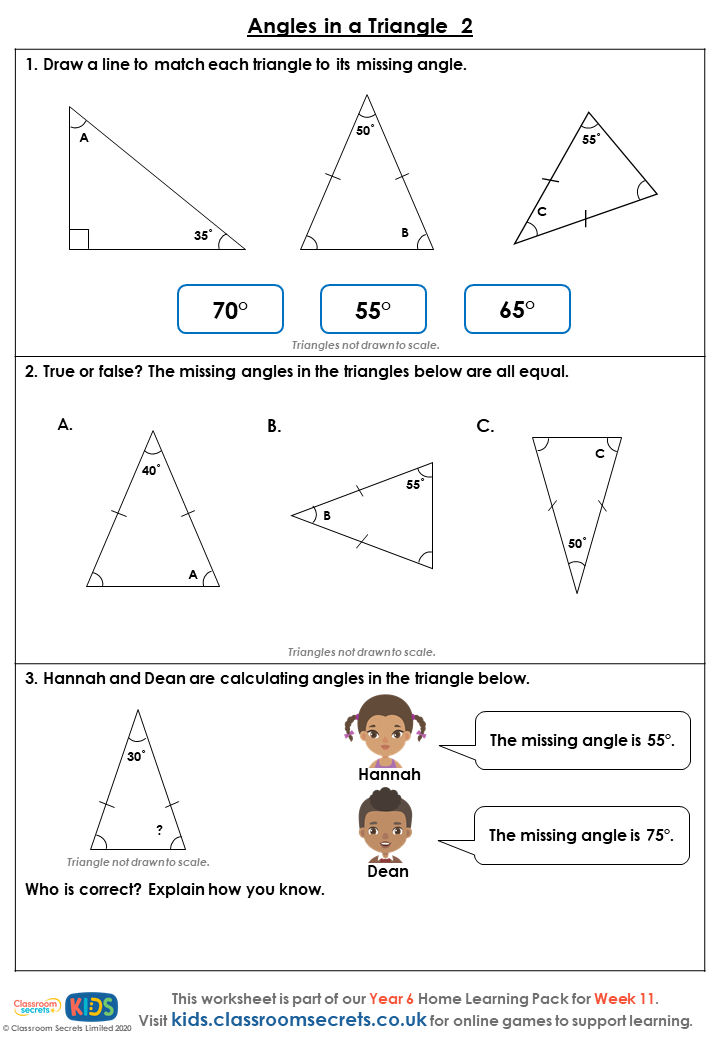 Angles in a Triangle 2
1. Draw a line to match each triangle to its missing angle.
A
35°
50°
B
55°
C
70°
55°
65°
Triangles not drawn to scale.
2. True or false? The missing angles in the triangles below are all equal.
A.
40°
A
B.
55°
B
C.
C
50°
Triangles not drawn to scale.
3. Hannah and Dean are calculating angles in the triangle below.
30°
?
Triangle not drawn to scale.
Hannah
The missing angle is 55°.
Dean
The missing angle is 75°.
Who is correct? Explain how you know.
Classroom
Secrets
KIDS
© Classroom Secrets Limited 2020
This worksheet is part of our Year 6 Home Learning Pack for Week 11.
Visit kids.classroomsecrets.co.uk for online games to support learning.